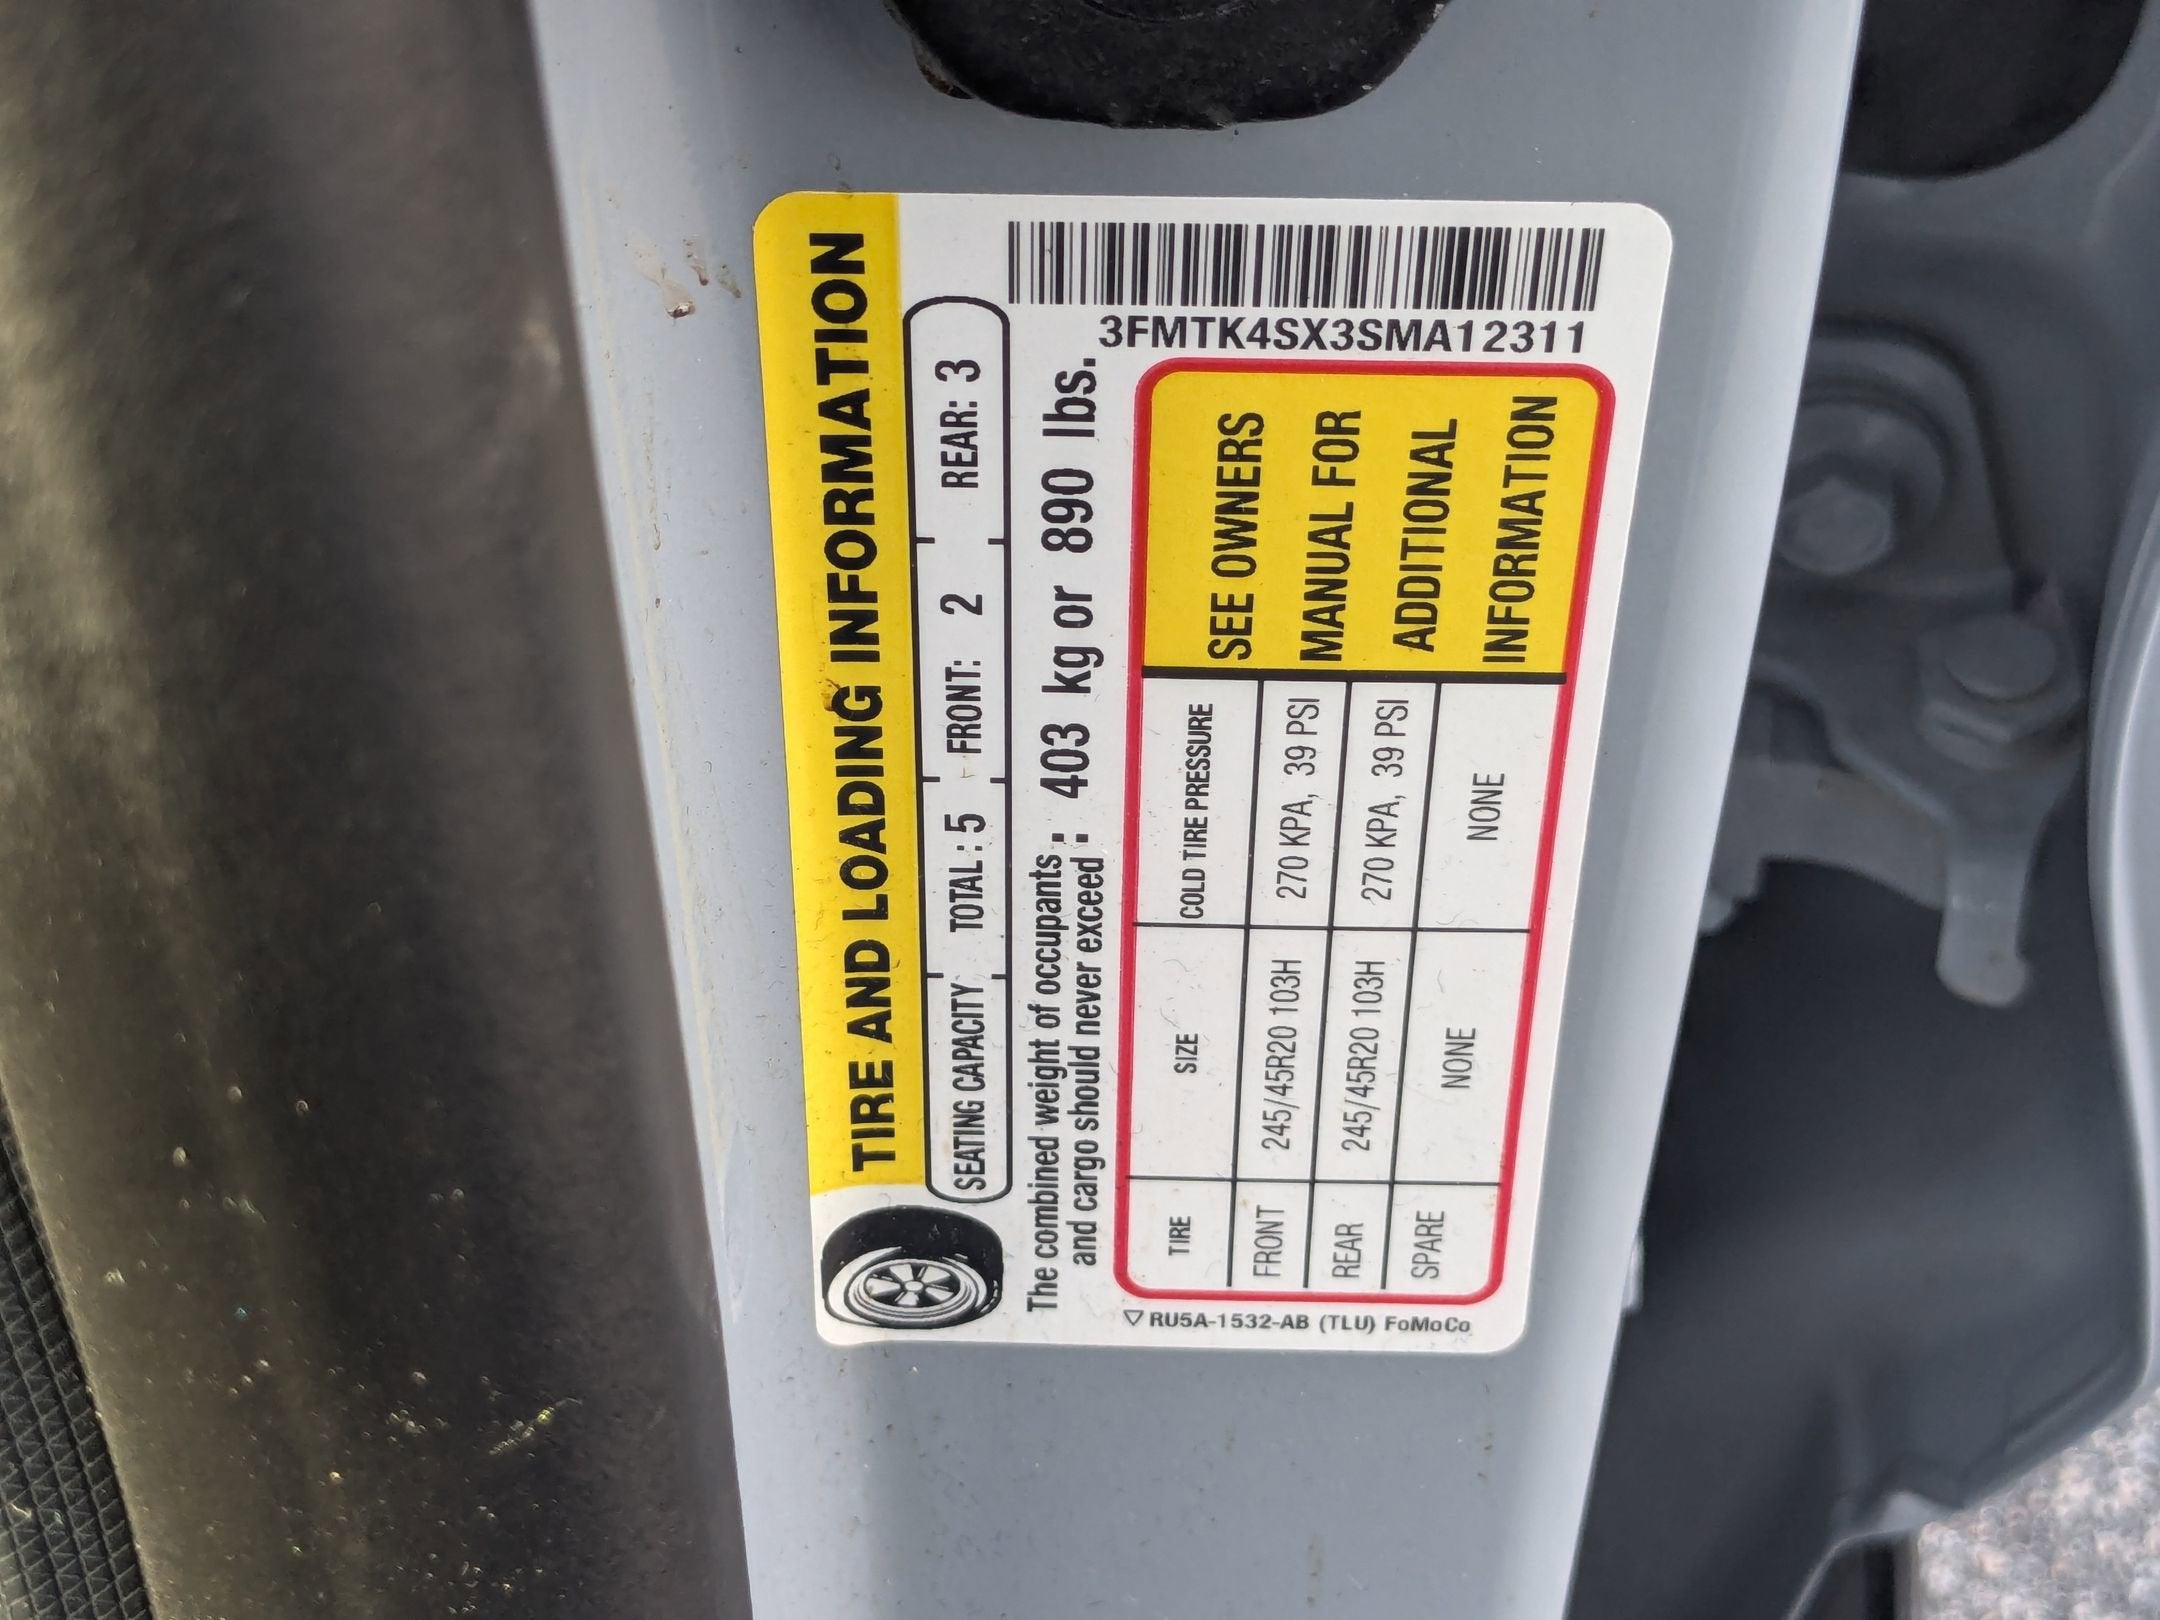 TIRE AND LOADING INFORMATION
SEATING CAPACITY TOTAL : 5 FRONT: 2 REAR: 3
The combined weight of occupants
and cargo should never exceed : 403 kg or 890 lbs.
3FMTK4SX3SMA12311
TIRE SIZE COLD TIRE PRESSURE
FRONT 245/45R20 103H 270 KPA, 39 PSI
REAR 245/45R20 103H 270 KPA, 39 PSI
SPARE NONE NONE
SEE OWNERS
MANUAL FOR
ADDITIONAL
INFORMATION
RU5A-1532-AB (TLU) FoMoCo